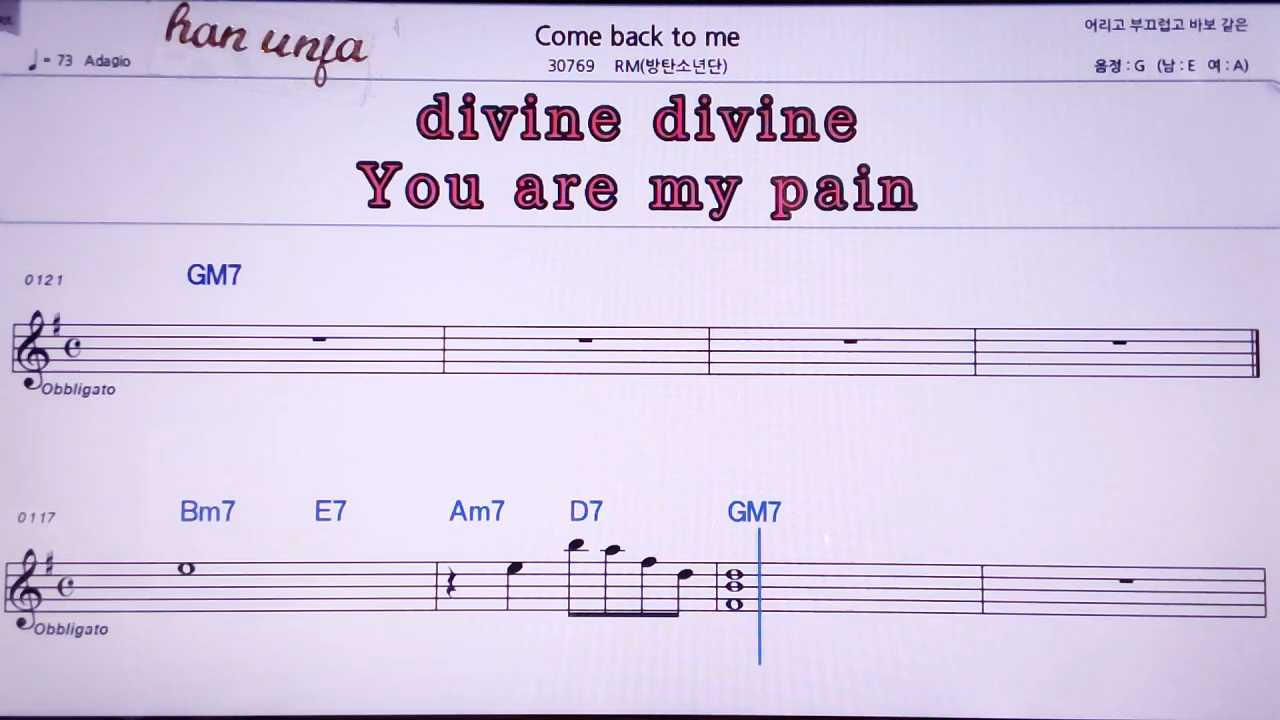 han unja
Come back to me
어리고 부끄럽고 바보 같은
♩ = 73 Adagio
30769 RM(방탄소년단)
음정 : G (남 : E 여 : A)
divine divine
You are my pain
0121 GM7
Obbligato
0117 Bm7 E7 Am7 D7 GM7
Obbligato